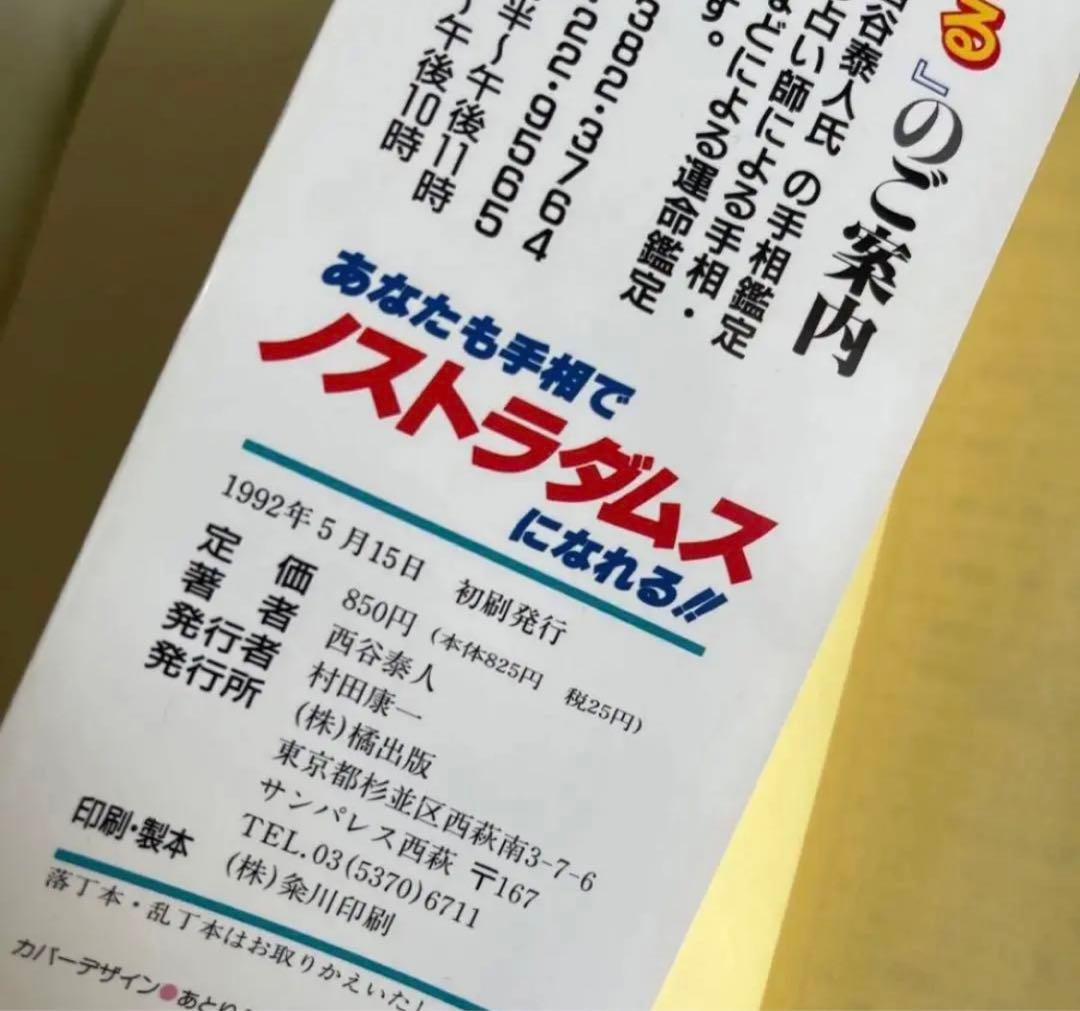 る』のご案内
谷泰人氏 の手相鑑定
占い師による手相・
などによる運命鑑定
す。
382・3764
22・9565
半〜午後11時
午後10時
あなたも手相で
ノストラダムス
になれる!!
1992年5月15日 初刷発行
定価 850円(本体825円 税25円)
著者 西谷泰人
発行者 村田康一
発行所 (株)橘出版
東京都杉並区西萩南3-7-6
サンパレス西萩 〒167
TEL.03(5370)6711
印刷・製本 (株)粂川印刷
落丁本・乱丁本はお取りかえいたし
カバーデザイン●あとり